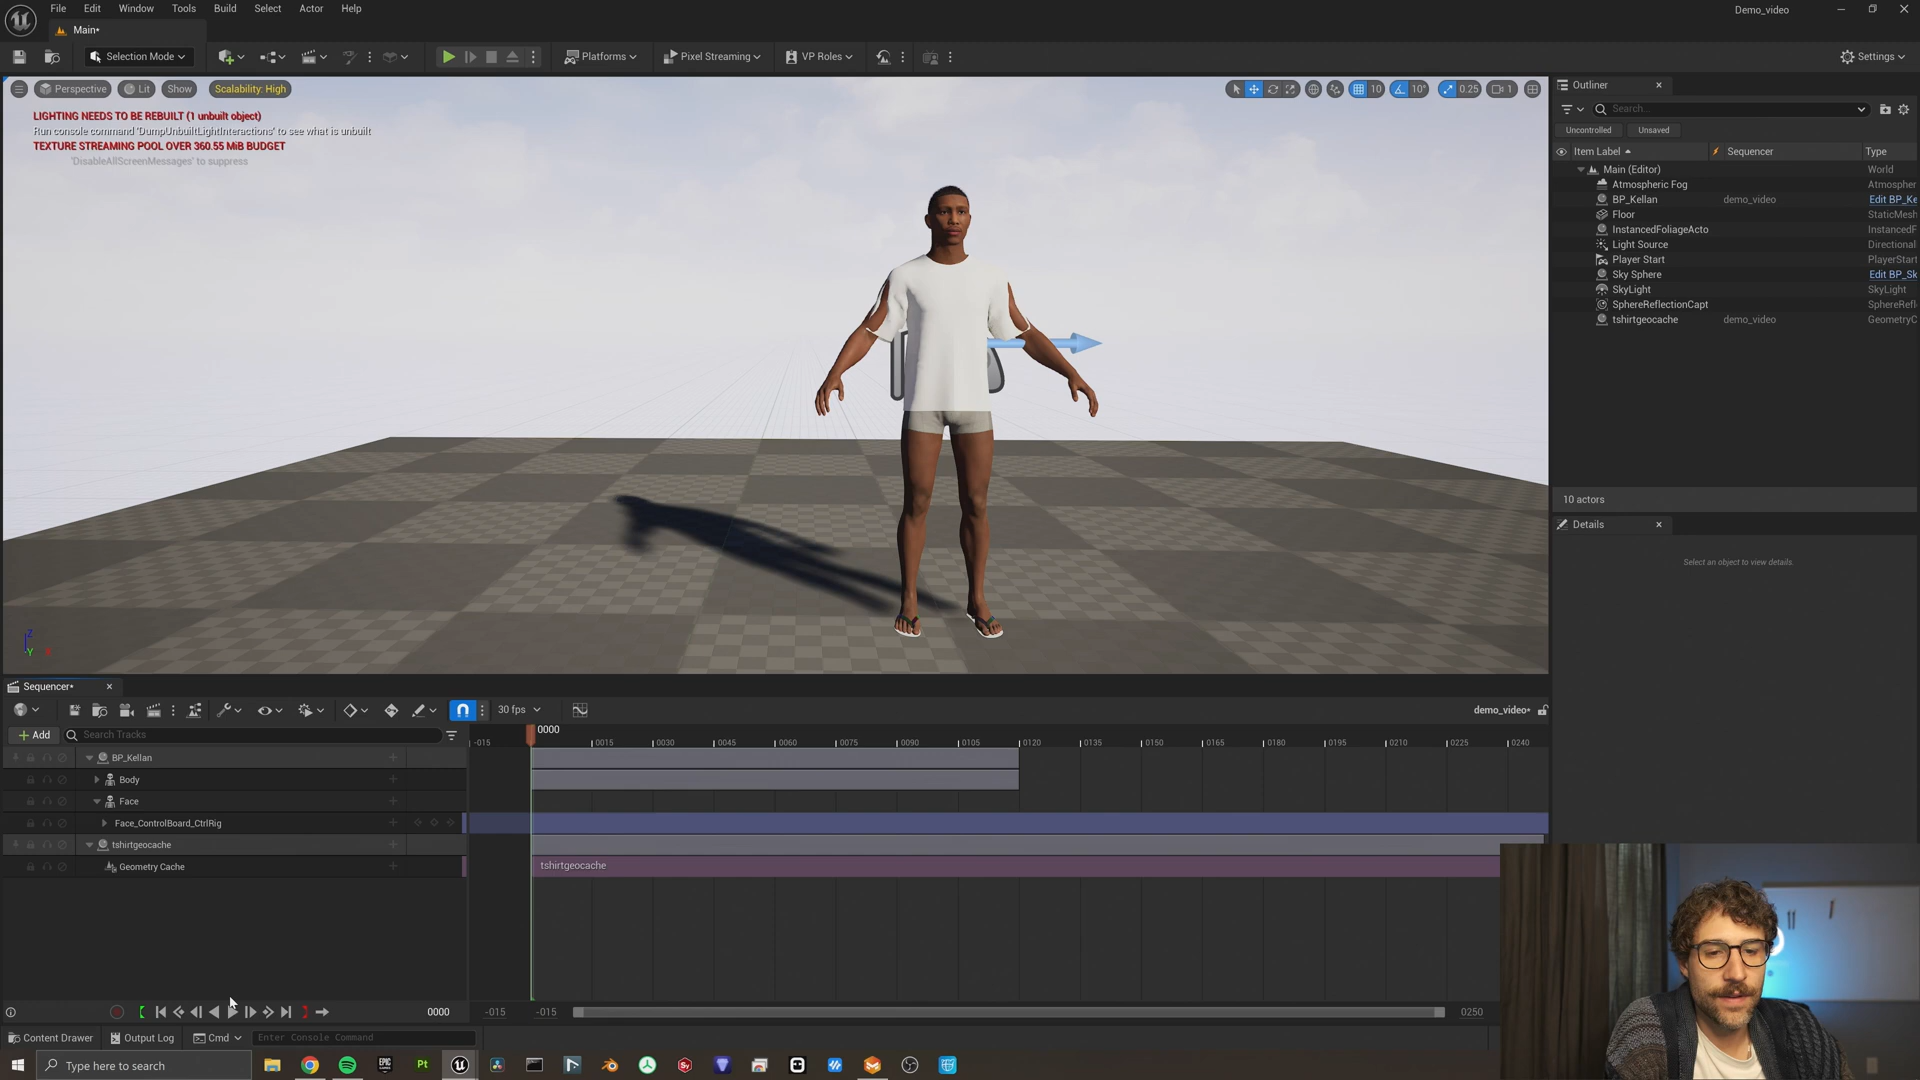 File Edit Window Tools Build Select Actor Help
Demo_video
Main*
Selection Mode
Platforms
Pixel Streaming
VP Roles
Settings
Perspective
Lit
Show
Scalability: High
10
10°
0.25
1
LIGHTING NEEDS TO BE REBUILT (1 unbuilt object)
Run console command 'DumpUnbuiltLightInteractions' to see what is unbuilt
TEXTURE STREAMING POOL OVER 360.55 MiB BUDGET
'DisableAllScreenMessages' to suppress
Z
Y
X
Outliner
Search...
Uncontrolled
Unsaved
Item Label
Sequencer
Type
Main (Editor)
World
Atmospheric Fog
Atmospher
BP_Kellan
demo_video
Edit BP_Ke
Floor
StaticMesh
InstancedFoliageActo
InstancedF
Light Source
Directional
Player Start
PlayerStart
Sky Sphere
Edit BP_Sk
SkyLight
SkyLight
SphereReflectionCapt
SphereRefl
tshirtgeocache
demo_video
GeometryC
10 actors
Details
Select an object to view details.
Sequencer*
30 fps
demo_video*
Add
Search Tracks
0000
-015 0015 0030 0045 0060 0075 0090 0105 0120 0135 0150 0165 0180 0195 0210 0225 0240
BP_Kellan
Body
Face
Face_ControlBoard_CtrlRig
tshirtgeocache
Geometry Cache
tshirtgeocache
0000
-015
-015
0250
Content Drawer
Output Log
Cmd
Enter Console Command
Type here to search
Pt